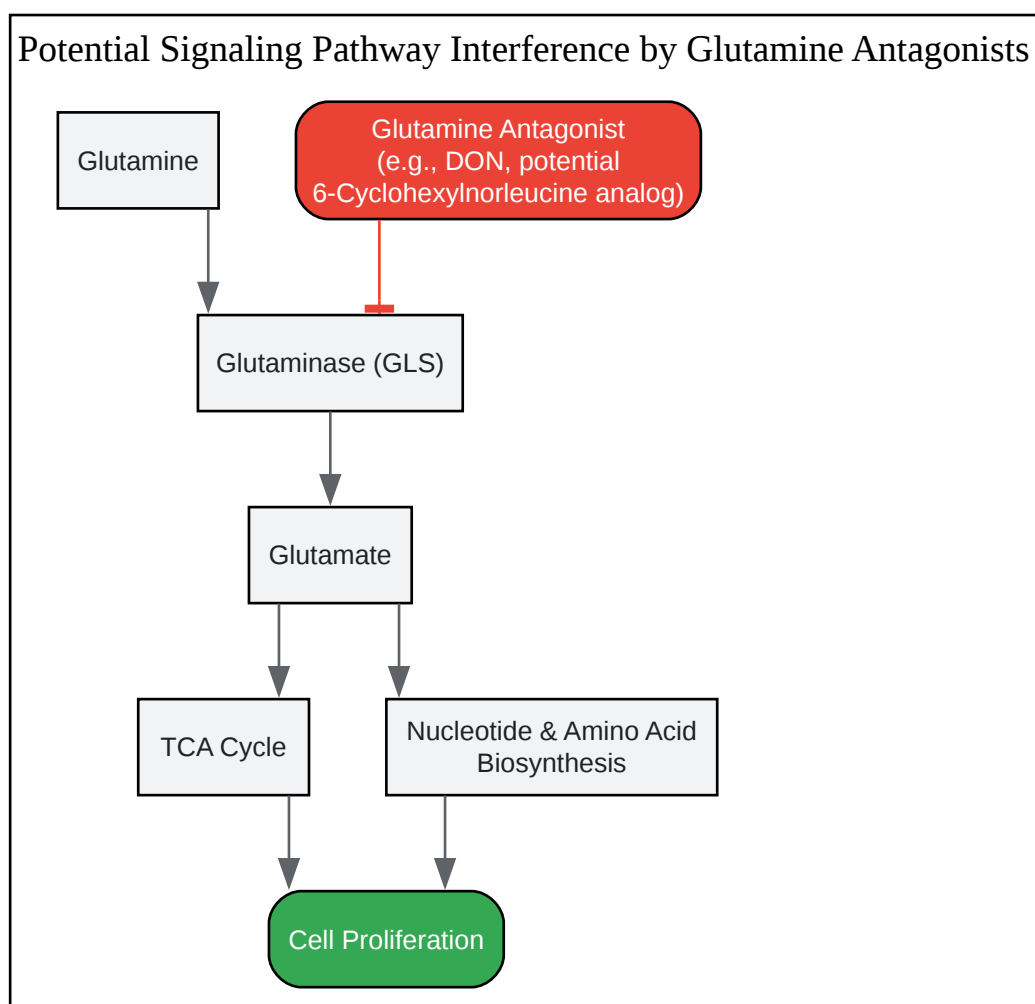 Potential Signaling Pathway Interference by Glutamine Antagonists
Glutamine
Glutamine Antagonist
(e.g., DON, potential
6-Cyclohexylnorleucine analog)
Glutaminase (GLS)
Glutamate
TCA Cycle
Nucleotide & Amino Acid
Biosynthesis
Cell Proliferation